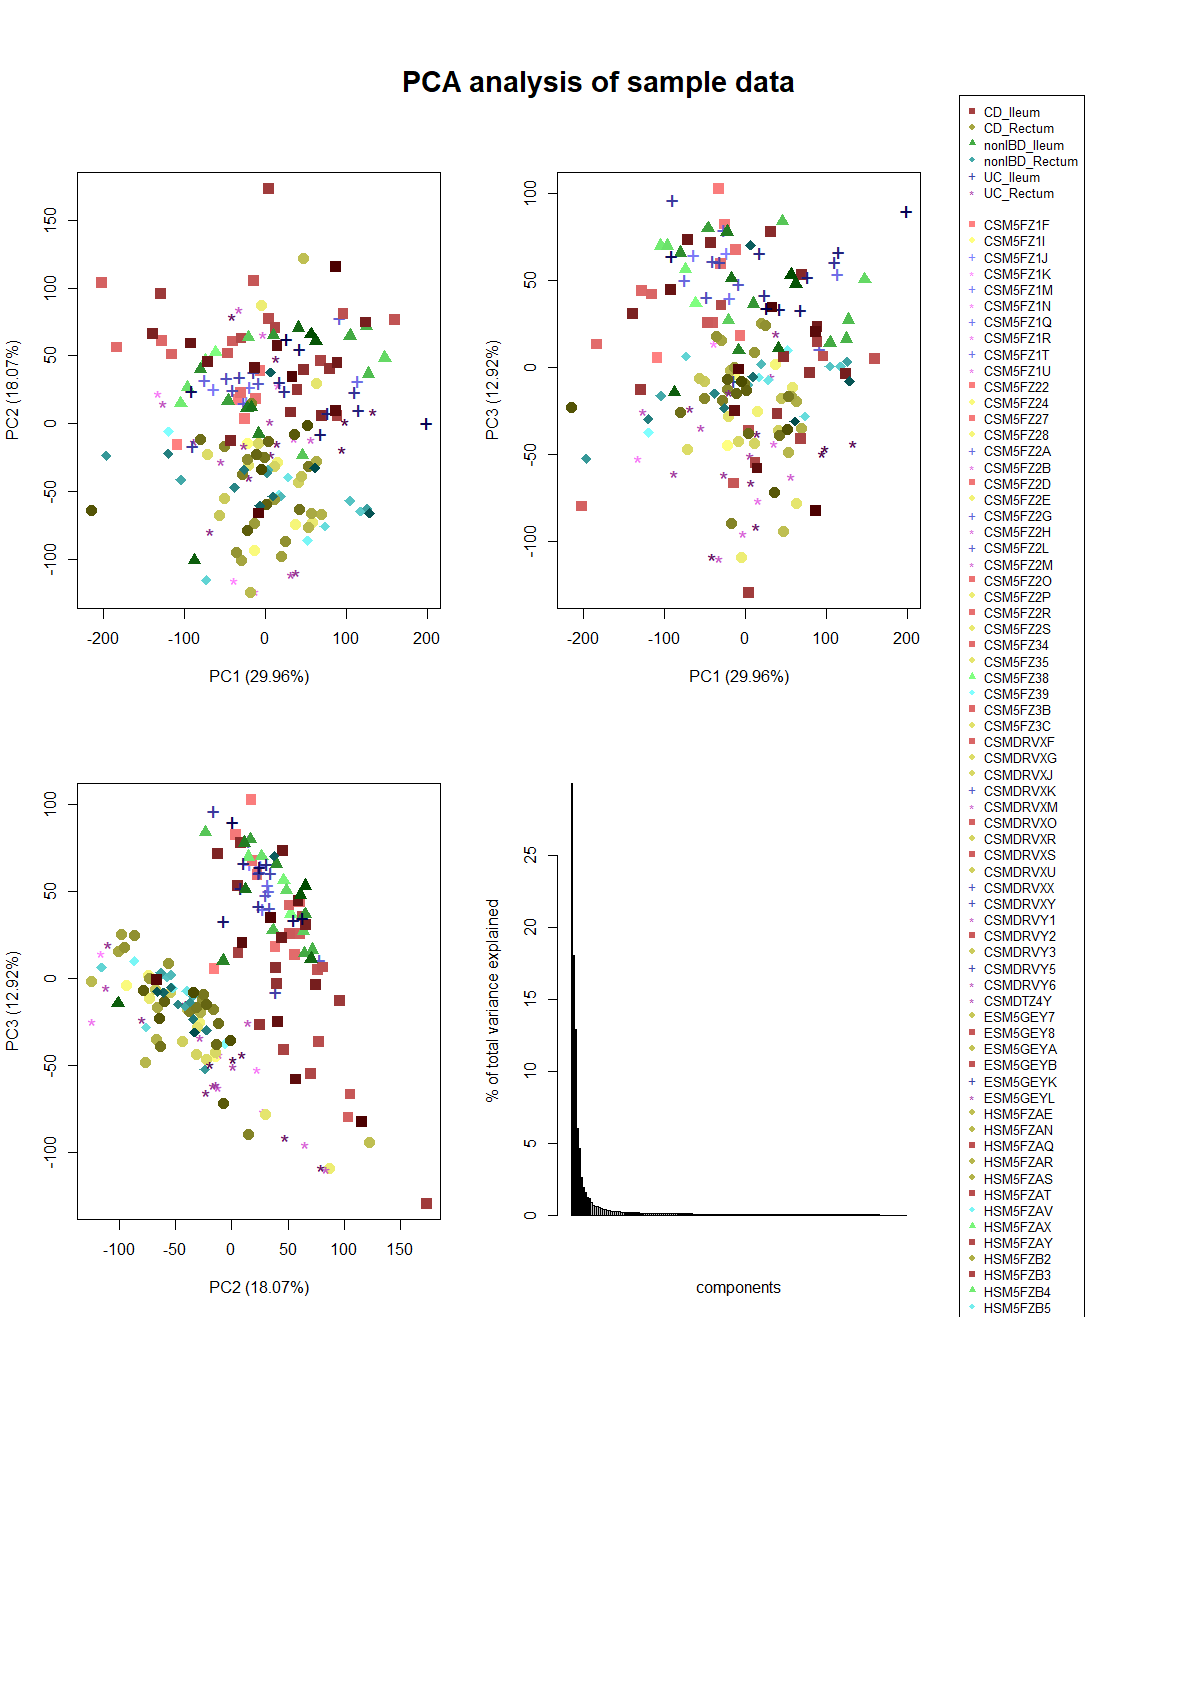 PCA analysis of sample data
PC2 (18.07%)
150
100
50
0
-50
-100
-200
-100
0
100
200
PC1 (29.96%)
PC3 (12.92%)
100
50
0
-50
-100
-200
-100
0
100
200
PC1 (29.96%)
PC3 (12.92%)
100
50
0
-50
-100
-100
-50
0
50
100
150
PC2 (18.07%)
% of total variance explained
25
20
15
10
5
0
components
CD_Ileum
CD_Rectum
nonIBD_Ileum
nonIBD_Rectum
UC_Ileum
UC_Rectum
CSM5FZ1F
CSM5FZ1I
CSM5FZ1J
CSM5FZ1K
CSM5FZ1M
CSM5FZ1N
CSM5FZ1Q
CSM5FZ1R
CSM5FZ1T
CSM5FZ1U
CSM5FZ22
CSM5FZ24
CSM5FZ27
CSM5FZ28
CSM5FZ2A
CSM5FZ2B
CSM5FZ2D
CSM5FZ2E
CSM5FZ2G
CSM5FZ2H
CSM5FZ2L
CSM5FZ2M
CSM5FZ2O
CSM5FZ2P
CSM5FZ2R
CSM5FZ2S
CSM5FZ34
CSM5FZ35
CSM5FZ38
CSM5FZ39
CSM5FZ3B
CSM5FZ3C
CSMDRVXF
CSMDRVXG
CSMDRVXJ
CSMDRVXK
CSMDRVXM
CSMDRVXO
CSMDRVXR
CSMDRVXS
CSMDRVXU
CSMDRVXX
CSMDRVXY
CSMDRVY1
CSMDRVY2
CSMDRVY3
CSMDRVY5
CSMDRVY6
CSMDTZ4Y
ESM5GEY7
ESM5GEY8
ESM5GEYA
ESM5GEYB
ESM5GEYK
ESM5GEYL
HSM5FZAE
HSM5FZAN
HSM5FZAQ
HSM5FZAR
HSM5FZAS
HSM5FZAT
HSM5FZAV
HSM5FZAX
HSM5FZAY
HSM5FZB2
HSM5FZB3
HSM5FZB4
HSM5FZB5